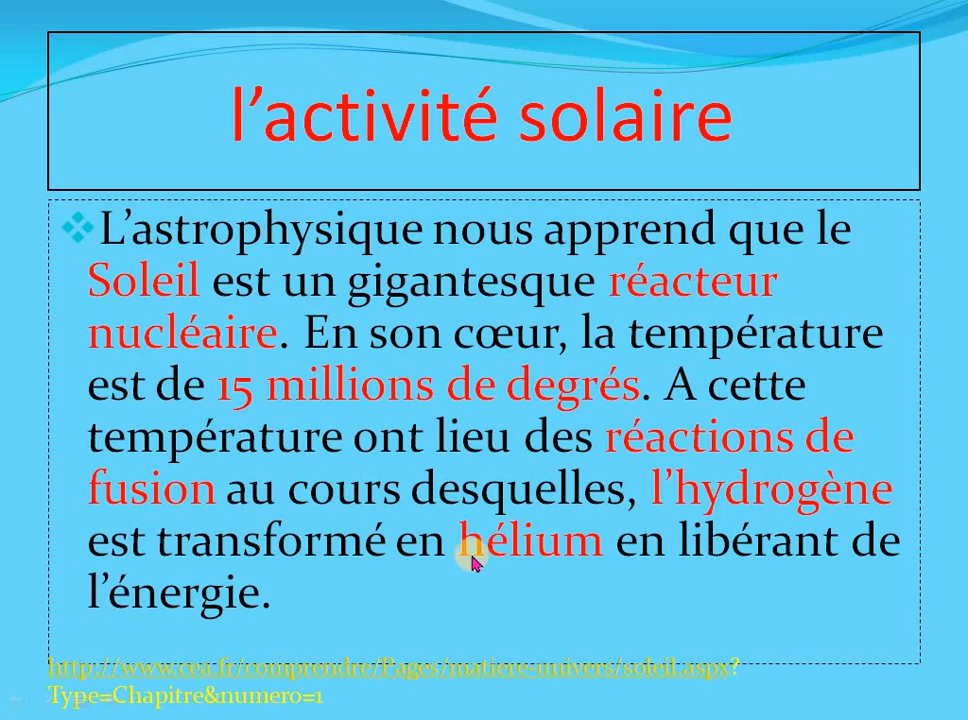 l’activité solaire
L’astrophysique nous apprend que le
Soleil est un gigantesque réacteur
nucléaire. En son cœur, la température
est de 15 millions de degrés. A cette
température ont lieu des réactions de
fusion au cours desquelles, l’hydrogène
est transformé en hélium en libérant de
l’énergie.
http://www.cea.fr/comprendre/Pages/matiere-univers/soleil.aspx?
Type=Chapitre&numero=1